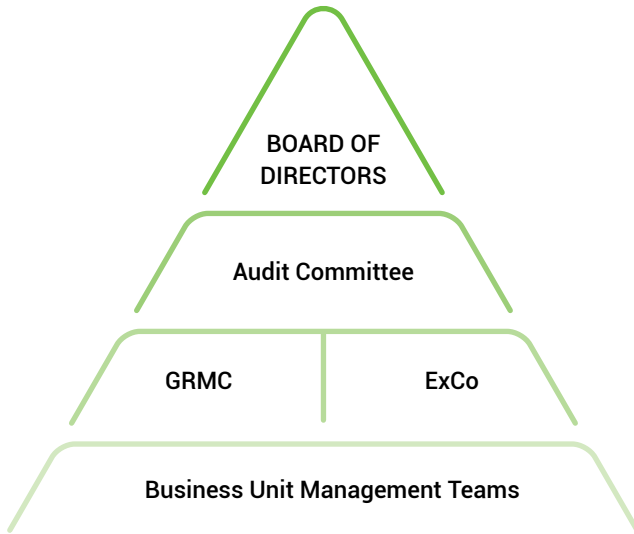 BOARD OF
DIRECTORS
Audit Committee
GRMC
ExCo
Business Unit Management Teams